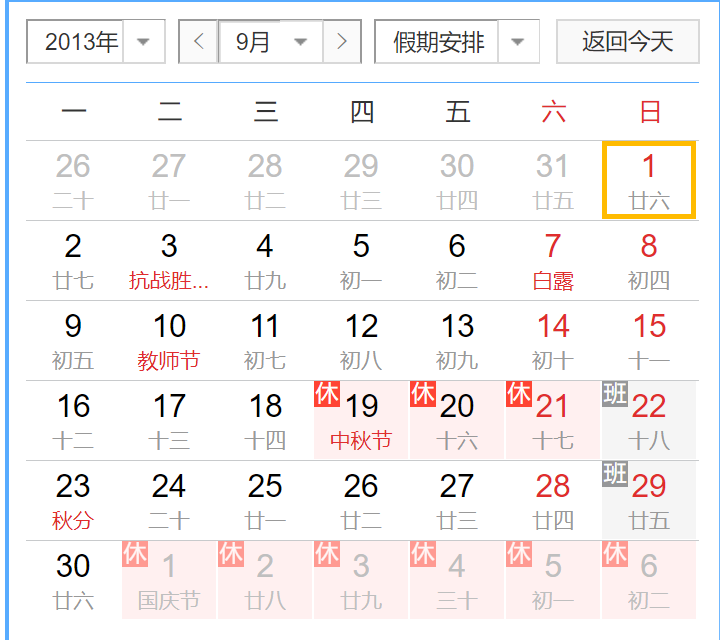 2013年 9月 假期安排 返回今天
一 二 三 四 五 六 日
26 27 28 29 30 31 1
二十 廿一 廿二 廿三 廿四 廿五 廿六
2 3 4 5 6 7 8
廿七 抗战胜... 廿九 初一 初二 白露 初四
9 10 11 12 13 14 15
初五 教师节 初七 初八 初九 初十 十一
16 17 18 休 19 休 20 休 21 班 22
十二 十三 十四 中秋节 十六 十七 十八
23 24 25 26 27 28 班 29
秋分 二十 廿一 廿二 廿三 廿四 廿五
30 休 1 休 2 休 3 休 4 休 5 休 6
廿六 国庆节 廿八 廿九 三十 初一 初二